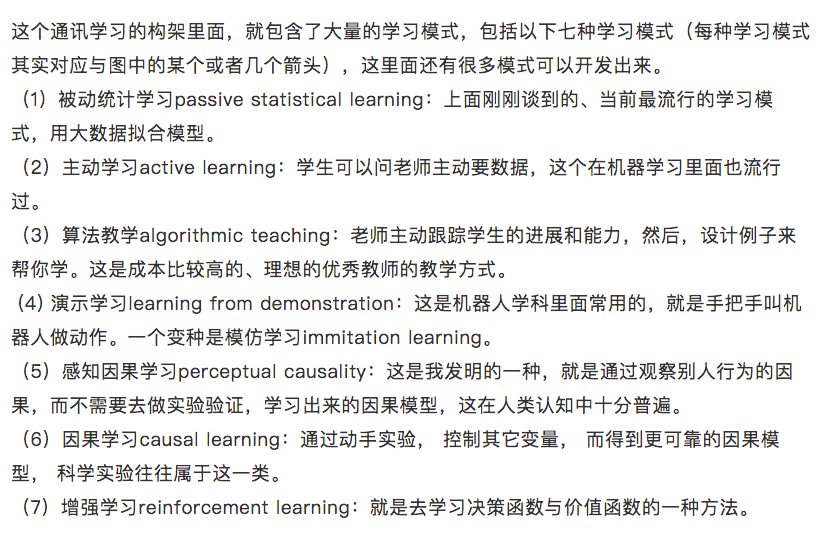 这个通讯学习的构架里面，就包含了大量的学习模式，包括以下七种学习模式（每种学习模式
其实对应与图中的某个或者几个箭头），这里面还有很多模式可以开发出来。
（1）被动统计学习passive statistical learning：上面刚刚谈到的、当前最流行的学习模
式，用大数据拟合模型。
（2）主动学习active learning：学生可以问老师主动要数据，这个在机器学习里面也流行
过。
（3）算法教学algorithmic teaching：老师主动跟踪学生的进展和能力，然后，设计例子来
帮你学。这是成本比较高的、理想的优秀教师的教学方式。
（4）演示学习learning from demonstration：这是机器人学科里面常用的，就是手把手叫机
器人做动作。一个变种是模仿学习immitation learning。
（5）感知因果学习perceptual causality：这是我发明的一种，就是通过观察别人行为的因
果，而不需要去做实验验证，学习出来的因果模型，这在人类认知中十分普遍。
（6）因果学习causal learning：通过动手实验， 控制其它变量， 而得到更可靠的因果模
型， 科学实验往往属于这一类。
（7）增强学习reinforcement learning：就是去学习决策函数与价值函数的一种方法。